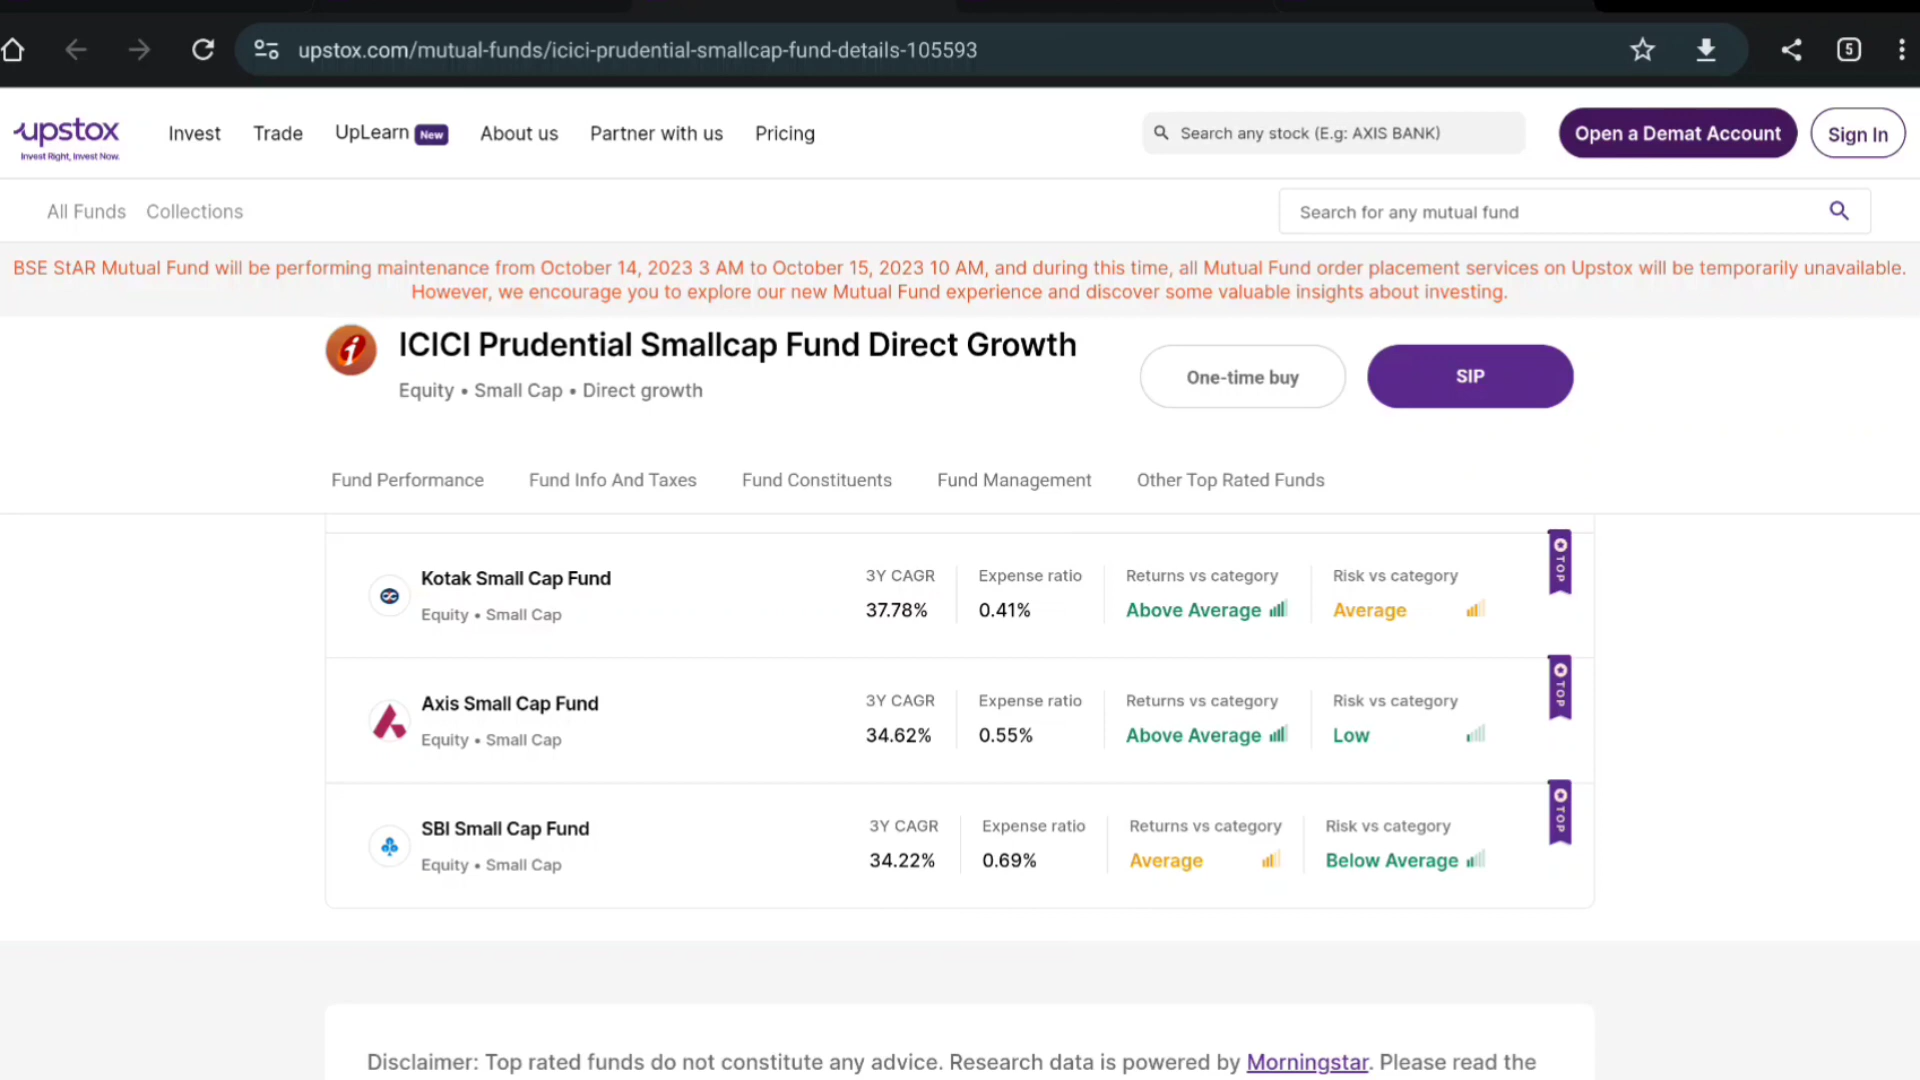 upstox.com/mutual-funds/icici-prudential-smallcap-fund-details-105593
5
upstox
Invest Right, Invest Now.
Invest
Trade
UpLearn New
About us
Partner with us
Pricing
Search any stock (E.g: AXIS BANK)
Open a Demat Account
Sign In
All Funds
Collections
Search for any mutual fund
BSE StAR Mutual Fund will be performing maintenance from October 14, 2023 3 AM to October 15, 2023 10 AM, and during this time, all Mutual Fund order placement services on Upstox will be temporarily unavailable.
However, we encourage you to explore our new Mutual Fund experience and discover some valuable insights about investing.
ICICI Prudential Smallcap Fund Direct Growth
Equity • Small Cap • Direct growth
One-time buy
SIP
Fund Performance
Fund Info And Taxes
Fund Constituents
Fund Management
Other Top Rated Funds
Kotak Small Cap Fund
Equity • Small Cap
3Y CAGR
37.78%
Expense ratio
0.41%
Returns vs category
Above Average
Risk vs category
Average
TOP
Axis Small Cap Fund
Equity • Small Cap
3Y CAGR
34.62%
Expense ratio
0.55%
Returns vs category
Above Average
Risk vs category
Low
TOP
SBI Small Cap Fund
Equity • Small Cap
3Y CAGR
34.22%
Expense ratio
0.69%
Returns vs category
Average
Risk vs category
Below Average
TOP
Disclaimer: Top rated funds do not constitute any advice. Research data is powered by Morningstar. Please read the